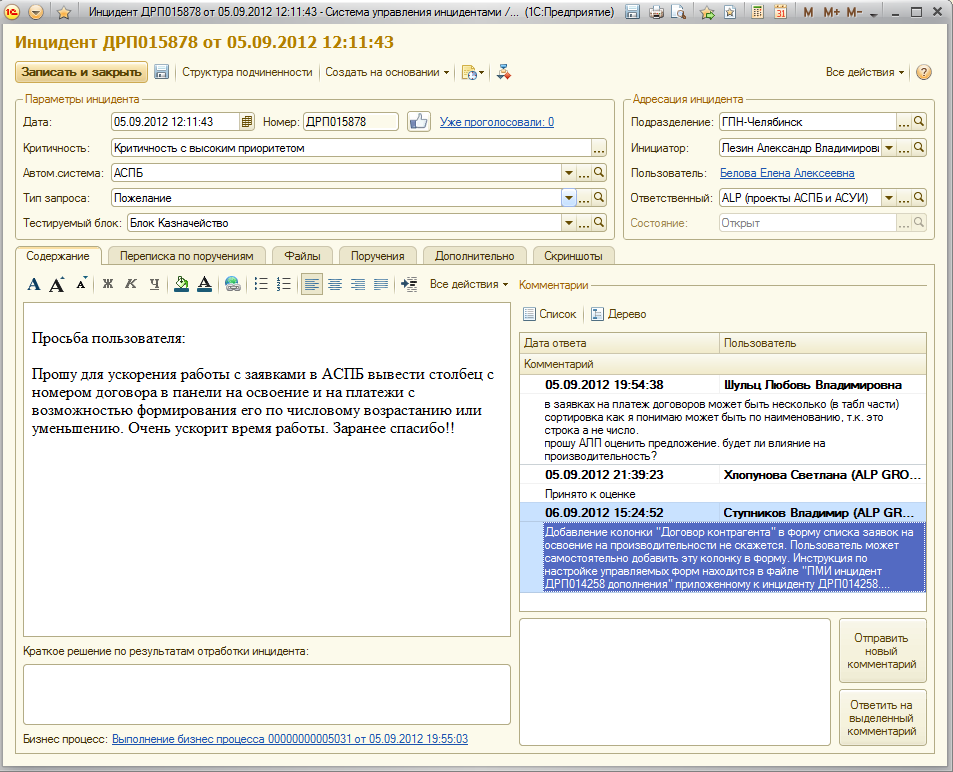 Инцидент ДРП015878 от 05.09.2012 12:11:43 - Система управления инцидентами /... (1С:Предприятие)
M M+ M-
Инцидент ДРП015878 от 05.09.2012 12:11:43
Записать и закрыть Структура подчиненности Создать на основании Все действия
Параметры инцидента
Дата: 05.09.2012 12:11:43 Номер: ДРП015878 Уже проголосовали: 0
Критичность: Критичность с высоким приоритетом ...
Автом.система: АСПБ ...
Тип запроса: Пожелание ...
Тестируемый блок: Блок Казначейство ...
Адресация инцидента
Подразделение: ГПН-Челябинск ...
Инициатор: Лезин Александр Владимирови ...
Пользователь: Белова Елена Алексеевна
Ответственный: ALP (проекты АСПБ и АСУИ) ...
Состояние: Открыт ...
Содержание Переписка по поручениям Файлы Поручения Дополнительно Скриншоты
А А А Ж К Ч А Все действия
Просьба пользователя:
Прошу для ускорения работы с заявками в АСПБ вывести столбец с
номером договора в панели на освоение и на платежи с
возможностью формирования его по числовому возрастанию или
уменьшению. Очень ускорит время работы. Заранее спасибо!!
Краткое решение по результатам отработки инцидента:
Бизнес процесс: Выполнение бизнес процесса 00000000005031 от 05.09.2012 19:55:03
Комментарии
Список Дерево
Дата ответа Пользователь
Комментарий
05.09.2012 19:54:38 Шульц Любовь Владимировна
в заявках на платеж договоров может быть несколько (в табл части)
сортировка как я понимаю может быть по наименованию, т.к. это
строка а не число.
прошу АЛП оценить предложение. будет ли влияние на
производительность?
05.09.2012 21:39:23 Хлопунова Светлана (ALP GRO...
Принято к оценке
06.09.2012 15:24:52 Ступников Владимир (ALP GR...
Добавление колонки "Договор контрагента" в форму списка заявок на
освоение на производительности не скажется. Пользователь может
самостоятельно добавить эту колонку в форму. Инструкция по
настройке управляемых форм находится в файле "ПМИ инцидент
ДРП014258 дополнения" приложенному к инциденту ДРП014258....
Отправить
новый
комментарий
Ответить на
выделенный
комментарий